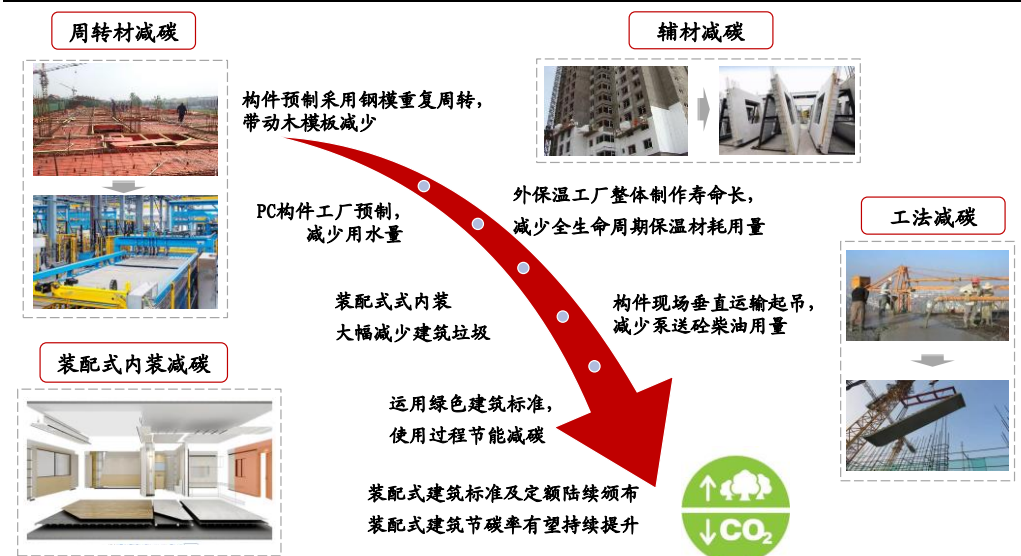 周转材减碳
辅材减碳
构件预制采用钢模重复周转，
带动木模板减少
PC构件工厂预制，
减少用水量
外保温工厂整体制作寿命长，
减少全生命周期保温材耗用量
工法减碳
装配式式内装
大幅减少建筑垃圾
构件现场垂直运输起吊，
减少泵送砼柴油用量
装配式内装减碳
运用绿色建筑标准，
使用过程节能减碳
装配式建筑标准及定额陆续颁布
装配式建筑节碳率有望持续提升
CO2